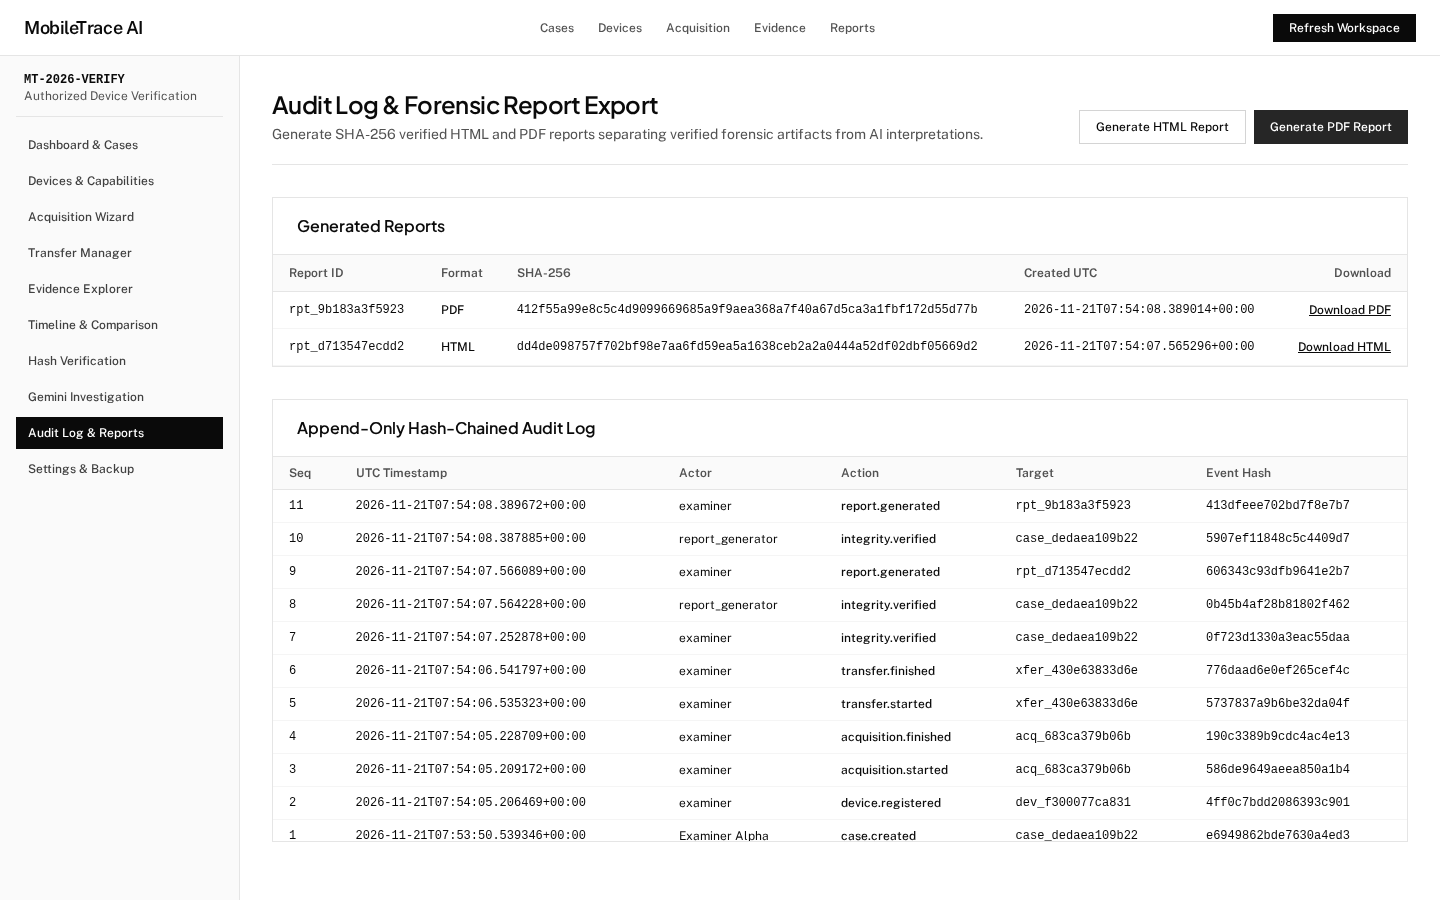 MobileTrace AI
Cases Devices Acquisition Evidence Reports
Refresh Workspace
MT-2026-VERIFY
Authorized Device Verification
Dashboard & Cases
Devices & Capabilities
Acquisition Wizard
Transfer Manager
Evidence Explorer
Timeline & Comparison
Hash Verification
Gemini Investigation
Audit Log & Reports
Settings & Backup
Audit Log & Forensic Report Export
Generate SHA-256 verified HTML and PDF reports separating verified forensic artifacts from AI interpretations.
Generate HTML Report
Generate PDF Report
Generated Reports
Report ID Format SHA-256 Created UTC Download
rpt_9b183a3f5923 PDF 412f55a99e8c5c4d9099669685a9f9aea368a7f40a67d5ca3a1fbf172d55d77b 2026-11-21T07:54:08.389014+00:00 Download PDF
rpt_d713547ecdd2 HTML dd4de098757f702bf98e7aa6fd59ea5a1638ceb2a2a0444a52df02dbf05669d2 2026-11-21T07:54:07.565296+00:00 Download HTML
Append-Only Hash-Chained Audit Log
Seq UTC Timestamp Actor Action Target Event Hash
11 2026-11-21T07:54:08.389672+00:00 examiner report.generated rpt_9b183a3f5923 413dfeee702bd7f8e7b7
10 2026-11-21T07:54:08.387885+00:00 report_generator integrity.verified case_dedaea109b22 5907ef11848c5c4409d7
9 2026-11-21T07:54:07.566089+00:00 examiner report.generated rpt_d713547ecdd2 606343c93dfb9641e2b7
8 2026-11-21T07:54:07.564228+00:00 report_generator integrity.verified case_dedaea109b22 0b45b4af28b81802f462
7 2026-11-21T07:54:07.252878+00:00 examiner integrity.verified case_dedaea109b22 0f723d1330a3eac55daa
6 2026-11-21T07:54:06.541797+00:00 examiner transfer.finished xfer_430e63833d6e 776daad6e0ef265cef4c
5 2026-11-21T07:54:06.535323+00:00 examiner transfer.started xfer_430e63833d6e 5737837a9b6be32da04f
4 2026-11-21T07:54:05.228709+00:00 examiner acquisition.finished acq_683ca379b06b 190c3389b9cdc4ac4e13
3 2026-11-21T07:54:05.209172+00:00 examiner acquisition.started acq_683ca379b06b 586de9649aeea850a1b4
2 2026-11-21T07:54:05.206469+00:00 examiner device.registered dev_f300077ca831 4ff0c7bdd2086393c901
1 2026-11-21T07:53:50.539346+00:00 Examiner Alpha case.created case_dedaea109b22 e6949862bde7630a4ed3